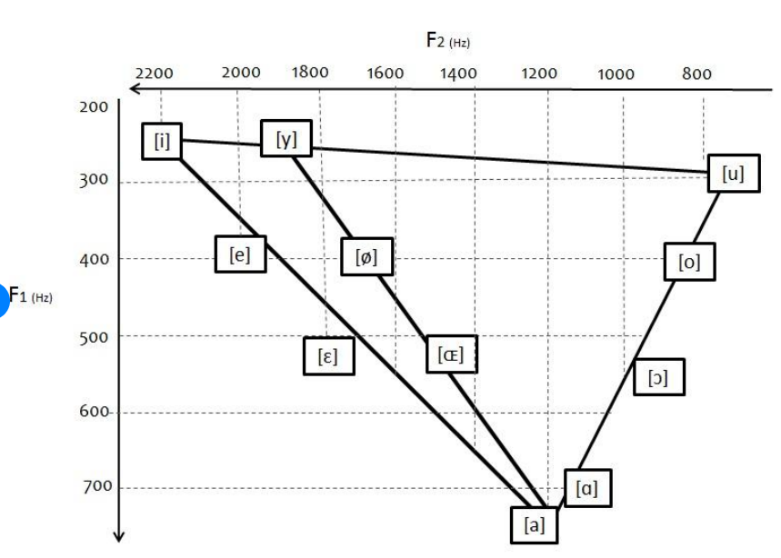 F2 (Hz)
2200 2000 1800 1600 1400 1200 1000 800
200
[i] [y]
[u]
300
[e] [ø] [o]
400
F1 (Hz)
500
[ɛ] [Œ]
[ɔ]
600
700
[ɑ]
[a]